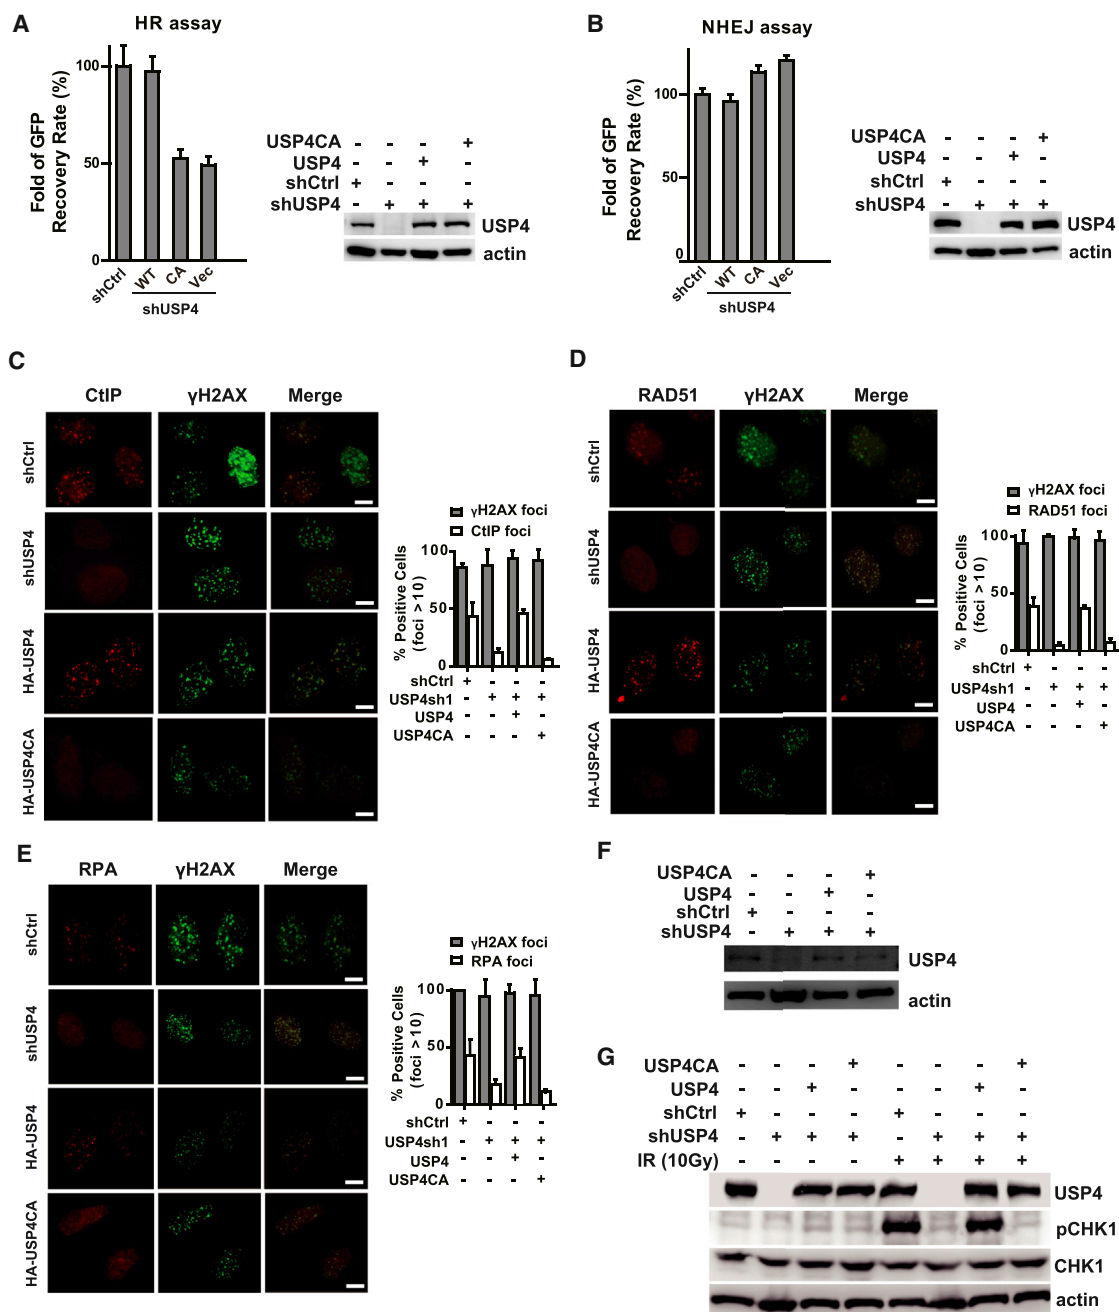 A
HR assay
Fold of GFP
Recovery Rate (%)
100
50
0
shCtrl
WT
CA
Vec
shUSP4
USP4CA - - - +
USP4 - - + -
shCtrl + - - -
shUSP4 - + + +
USP4
actin
B
NHEJ assay
Fold of GFP
Recovery Rate (%)
100
50
0
shCtrl
WT
CA
Vec
shUSP4
USP4CA - - - +
USP4 - - + -
shCtrl + - - -
shUSP4 - + + +
USP4
actin
C
CtIP γH2AX Merge
shCtrl
shUSP4
HA-USP4
HA-USP4CA
γH2AX foci
CtIP foci
% Positive Cells
(foci > 10)
100
50
0
shCtrl + - - -
USP4sh1 - + + +
USP4 - - + -
USP4CA - - - +
D
RAD51 γH2AX Merge
shCtrl
shUSP4
HA-USP4
HA-USP4CA
γH2AX foci
RAD51 foci
% Positive Cells
(foci > 10)
100
50
0
shCtrl + - - -
USP4sh1 - + + +
USP4 - - + -
USP4CA - - - +
E
RPA γH2AX Merge
shCtrl
shUSP4
HA-USP4
HA-USP4CA
γH2AX foci
RPA foci
% Positive Cells
(foci >10)
100
50
0
shCtrl + - - -
USP4sh1 - + + +
USP4 - - + -
USP4CA - - - +
F
USP4CA - - - +
USP4 - - + -
shCtrl + - - -
shUSP4 - + + +
USP4
actin
G
USP4CA - - - + - - - +
USP4 - - + - - - + -
shCtrl + - - - + - - -
shUSP4 - + + + - + + +
IR (10Gy) - - - - + + + +
USP4
pCHK1
CHK1
actin